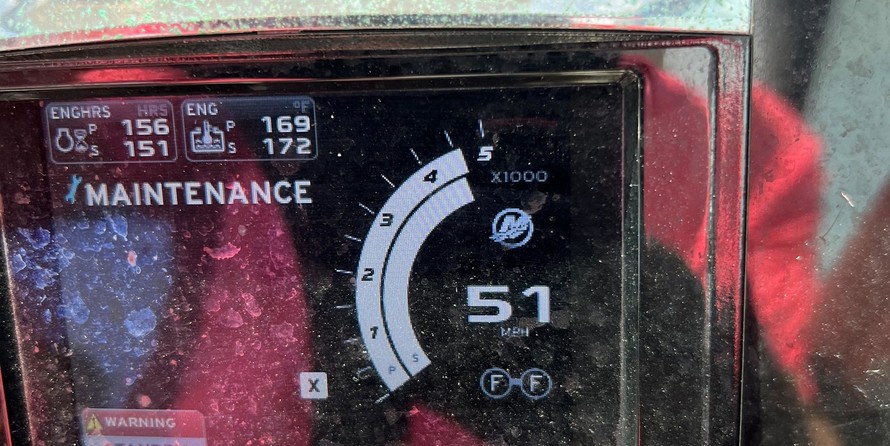 ENGHRS HRS
P 156
S 151
ENG °F
P 169
S 172
MAINTENANCE
5
X1000
4
3
2
1
P S
M
51
MPH
F F
X
WARNING